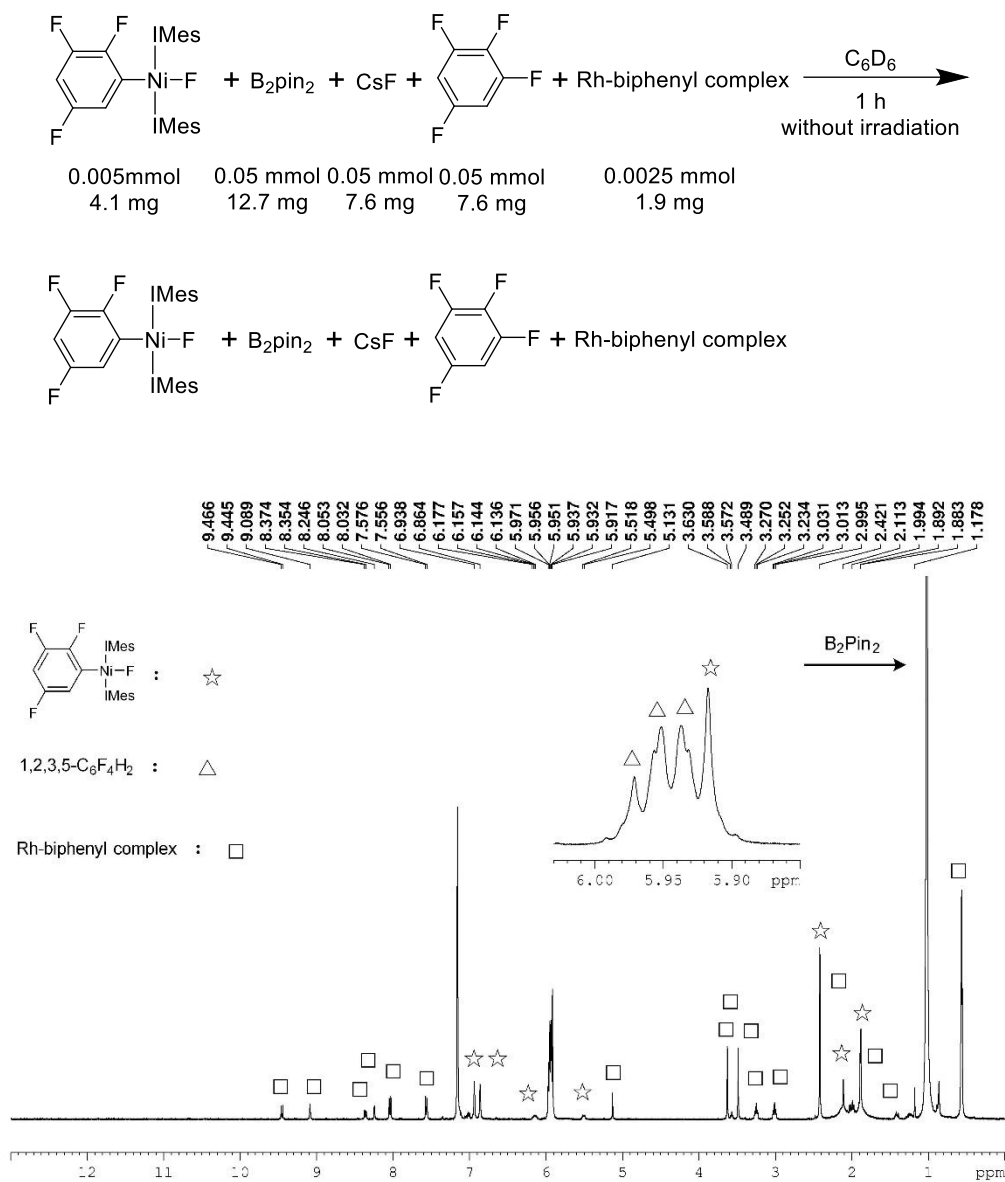 F F IMes
Ni F
F IMes
+ B2pin2 + CsF +
F F
F
F
+ Rh-biphenyl complex
C6D6
1 h
without irradiation
0.005mmol 0.05 mmol 0.05 mmol 0.05 mmol 0.0025 mmol
4.1 mg 12.7 mg 7.6 mg 7.6 mg 1.9 mg
F F IMes
Ni F
F IMes
+ B2pin2 + CsF +
F F
F
F
+ Rh-biphenyl complex
9.466
9.445
9.089
8.374
8.354
8.246
8.053
8.032
7.576
7.556
6.938
6.864
6.177
6.157
6.144
6.136
5.971
5.956
5.951
5.937
5.932
5.917
5.518
5.498
5.131
3.630
3.588
3.572
3.489
3.270
3.252
3.234
3.031
3.013
2.995
2.421
2.113
1.994
1.892
1.883
1.178
F F IMes
Ni F :
F IMes
B2Pin2
1,2,3,5-C6F4H2 :
Rh-biphenyl complex :
6.00 5.95 5.90 ppm
12 11 10 9 8 7 6 5 4 3 2 1 ppm